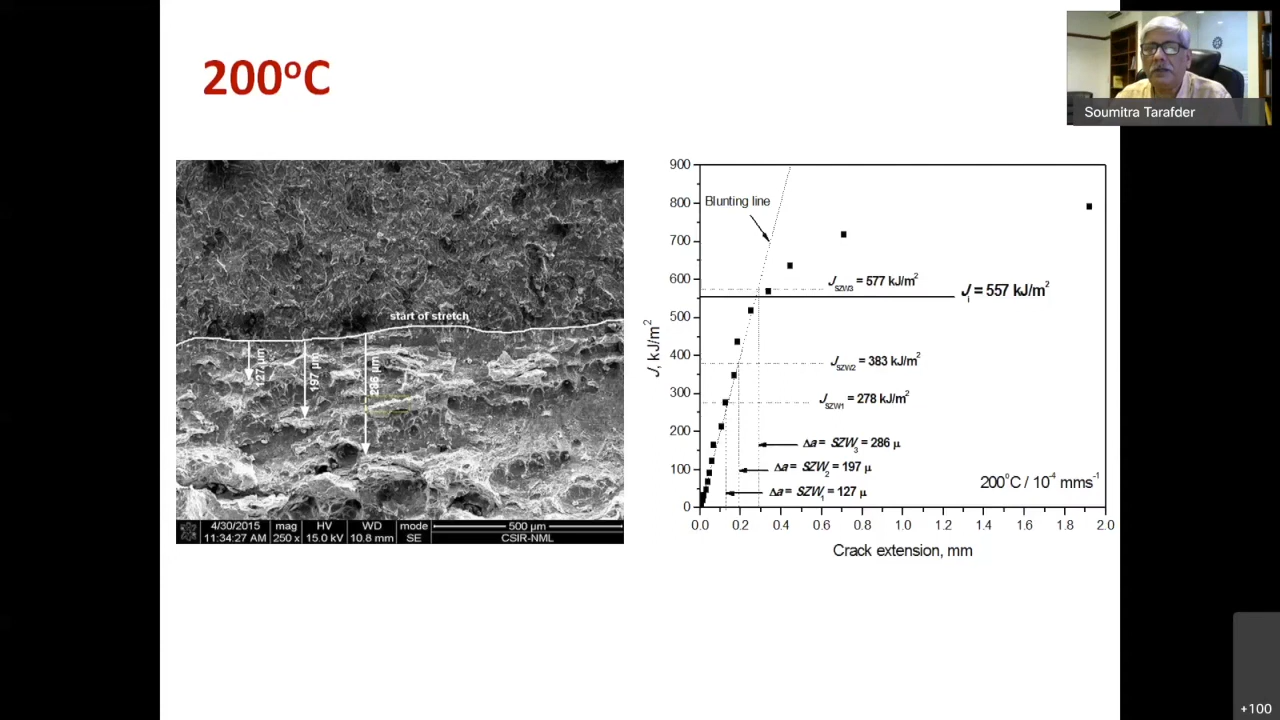 200°C
Soumitra Tarafder
start of stretch
127 µm
197 µm
286 µm
4/30/2015 mag HV WD mode 500 µm
11:34:27 AM 250 x 15.0 kV 10.8 mm SE CSIR-NML
900
800
700
600
500
400
300
200
100
0
J, kJ/m²
Blunting line
J_SZW3 = 577 kJ/m²
J_i = 557 kJ/m²
J_SZW2 = 383 kJ/m²
J_SZW1 = 278 kJ/m²
Δa = SZW₃ = 286 µ
Δa = SZW₂ = 197 µ
Δa = SZW₁ = 127 µ
200°C / 10⁻⁴ mms⁻¹
0.0 0.2 0.4 0.6 0.8 1.0 1.2 1.4 1.6 1.8 2.0
Crack extension, mm
+100